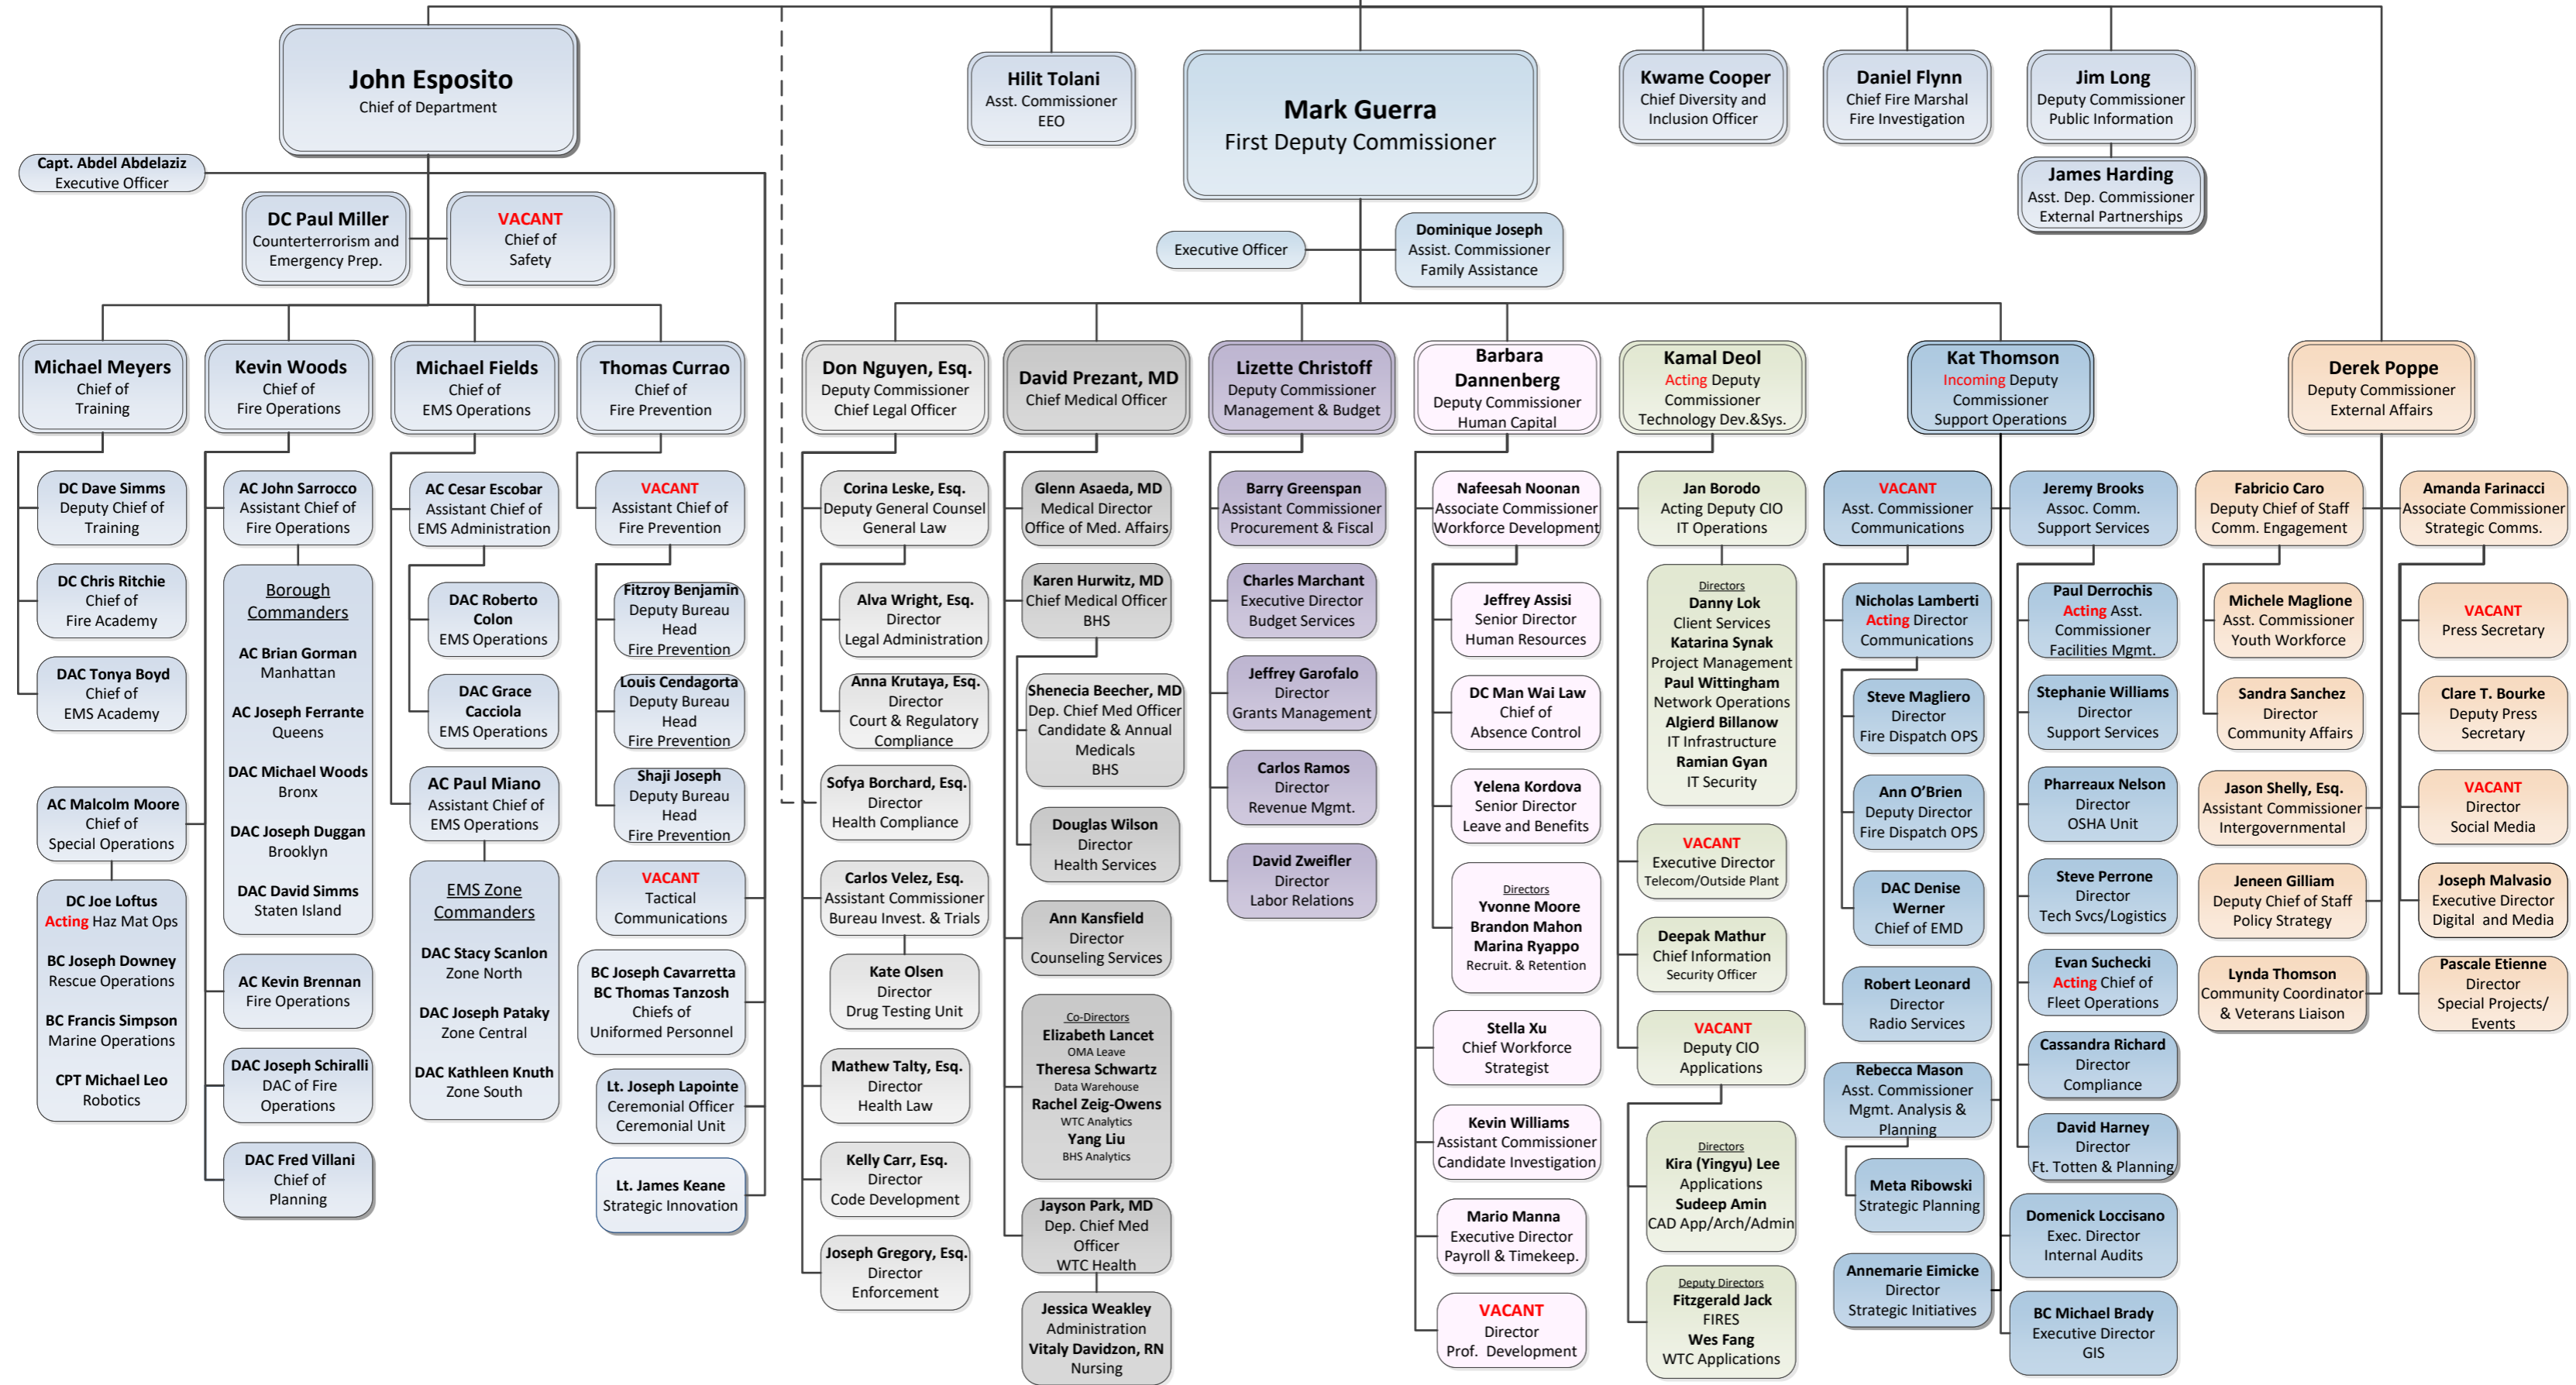 John Esposito
Chief of Department
Capt. Abdel Abdelaziz
Executive Officer
DC Paul Miller
Counterterrorism and
Emergency Prep.
VACANT
Chief of
Safety
Hilit Tolani
Asst. Commissioner
EEO
Mark Guerra
First Deputy Commissioner
Kwame Cooper
Chief Diversity and
Inclusion Officer
Daniel Flynn
Chief Fire Marshal
Fire Investigation
Jim Long
Deputy Commissioner
Public Information
James Harding
Asst. Dep. Commissioner
External Partnerships
Executive Officer
Dominique Joseph
Assist. Commissioner
Family Assistance
Michael Meyers
Chief of
Training
DC Dave Simms
Deputy Chief of
Training
DC Chris Ritchie
Chief of
Fire Academy
DAC Tonya Boyd
Chief of
EMS Academy
AC Malcolm Moore
Chief of
Special Operations
DC Joe Loftus
Acting Haz Mat Ops
BC Joseph Downey
Rescue Operations
BC Francis Simpson
Marine Operations
CPT Michael Leo
Robotics
Kevin Woods
Chief of
Fire Operations
AC John Sarrocco
Assistant Chief of
Fire Operations
Borough
Commanders
AC Brian Gorman
Manhattan
AC Joseph Ferrante
Queens
DAC Michael Woods
Bronx
DAC Joseph Duggan
Brooklyn
DAC David Simms
Staten Island
AC Kevin Brennan
Fire Operations
DAC Joseph Schiralli
DAC of Fire
Operations
DAC Fred Villani
Chief of
Planning
Michael Fields
Chief of
EMS Operations
AC Cesar Escobar
Assistant Chief of
EMS Administration
DAC Roberto
Colon
EMS Operations
DAC Grace
Cacciola
EMS Operations
AC Paul Miano
Assistant Chief of
EMS Operations
EMS Zone
Commanders
DAC Stacy Scanlon
Zone North
DAC Joseph Pataky
Zone Central
DAC Kathleen Knuth
Zone South
Thomas Currao
Chief of
Fire Prevention
VACANT
Assistant Chief of
Fire Prevention
Fitzroy Benjamin
Deputy Bureau
Head
Fire Prevention
Louis Cendagorta
Deputy Bureau
Head
Fire Prevention
Shaji Joseph
Deputy Bureau
Head
Fire Prevention
VACANT
Tactical
Communications
BC Joseph Cavarretta
BC Thomas Tanzosh
Chiefs of
Uniformed Personnel
Lt. Joseph Lapointe
Ceremonial Officer
Ceremonial Unit
Lt. James Keane
Strategic Innovation
Don Nguyen, Esq.
Deputy Commissioner
Chief Legal Officer
Corina Leske, Esq.
Deputy General Counsel
General Law
Alva Wright, Esq.
Director
Legal Administration
Anna Krutaya, Esq.
Director
Court & Regulatory
Compliance
Sofya Borchard, Esq.
Director
Health Compliance
Carlos Velez, Esq.
Assistant Commissioner
Bureau Invest. & Trials
Kate Olsen
Director
Drug Testing Unit
Mathew Talty, Esq.
Director
Health Law
Kelly Carr, Esq.
Director
Code Development
Joseph Gregory, Esq.
Director
Enforcement
David Prezant, MD
Chief Medical Officer
Glenn Asaeda, MD
Medical Director
Office of Med. Affairs
Karen Hurwitz, MD
Chief Medical Officer
BHS
Shenecia Beecher, MD
Dep. Chief Med Officer
Candidate & Annual
Medicals
BHS
Douglas Wilson
Director
Health Services
Ann Kansfield
Director
Counseling Services
Co-Directors
Elizabeth Lancet
OMA Leave
Theresa Schwartz
Data Warehouse
Rachel Zeig-Owens
WTC Analytics
Yang Liu
BHS Analytics
Jayson Park, MD
Dep. Chief Med
Officer
WTC Health
Jessica Weakley
Administration
Vitaly Davidzon, RN
Nursing
Lizette Christoff
Deputy Commissioner
Management & Budget
Barry Greenspan
Assistant Commissioner
Procurement & Fiscal
Charles Marchant
Executive Director
Budget Services
Jeffrey Garofalo
Director
Grants Management
Carlos Ramos
Director
Revenue Mgmt.
David Zweifler
Director
Labor Relations
Barbara
Dannenberg
Deputy Commissioner
Human Capital
Nafeesah Noonan
Associate Commissioner
Workforce Development
Jeffrey Assisi
Senior Director
Human Resources
DC Man Wai Law
Chief of
Absence Control
Yelena Kordova
Senior Director
Leave and Benefits
Directors
Yvonne Moore
Brandon Mahon
Marina Ryappo
Recruit. & Retention
Stella Xu
Chief Workforce
Strategist
Kevin Williams
Assistant Commissioner
Candidate Investigation
Mario Manna
Executive Director
Payroll & Timekeep.
VACANT
Director
Prof. Development
Kamal Deol
Acting Deputy
Commissioner
Technology Dev.&Sys.
Jan Borodo
Acting Deputy CIO
IT Operations
Directors
Danny Lok
Client Services
Katarina Synak
Project Management
Paul Wittingham
Network Operations
Algierd Billanow
IT Infrastructure
Ramian Gyan
IT Security
VACANT
Executive Director
Telecom/Outside Plant
Deepak Mathur
Chief Information
Security Officer
VACANT
Deputy CIO
Applications
Directors
Kira (Yingyu) Lee
Applications
Sudeep Amin
CAD App/Arch/Admin
Deputy Directors
Fitzgerald Jack
FIRES
Wes Fang
WTC Applications
Kat Thomson
Incoming Deputy
Commissioner
Support Operations
VACANT
Asst. Commissioner
Communications
Nicholas Lamberti
Acting Director
Communications
Steve Magliero
Director
Fire Dispatch OPS
Ann O'Brien
Deputy Director
Fire Dispatch OPS
DAC Denise
Werner
Chief of EMD
Robert Leonard
Director
Radio Services
Rebecca Mason
Asst. Commissioner
Mgmt. Analysis &
Planning
Meta Ribowski
Strategic Planning
Annemarie Eimicke
Director
Strategic Initiatives
Jeremy Brooks
Assoc. Comm.
Support Services
Paul Derrochis
Acting Asst.
Commissioner
Facilities Mgmt.
Stephanie Williams
Director
Support Services
Pharreaux Nelson
Director
OSHA Unit
Steve Perrone
Director
Tech Svcs/Logistics
Evan Suchecki
Acting Chief of
Fleet Operations
Cassandra Richard
Director
Compliance
David Harney
Director
Ft. Totten & Planning
Domenick Loccisano
Exec. Director
Internal Audits
BC Michael Brady
Executive Director
GIS
Derek Poppe
Deputy Commissioner
External Affairs
Fabricio Caro
Deputy Chief of Staff
Comm. Engagement
Michele Maglione
Asst. Commissioner
Youth Workforce
Sandra Sanchez
Director
Community Affairs
Jason Shelly, Esq.
Assistant Commissioner
Intergovernmental
Jeneen Gilliam
Deputy Chief of Staff
Policy Strategy
Lynda Thomson
Community Coordinator
& Veterans Liaison
Amanda Farinacci
Associate Commissioner
Strategic Comms.
VACANT
Press Secretary
Clare T. Bourke
Deputy Press
Secretary
VACANT
Director
Social Media
Joseph Malvasio
Executive Director
Digital and Media
Pascale Etienne
Director
Special Projects/
Events